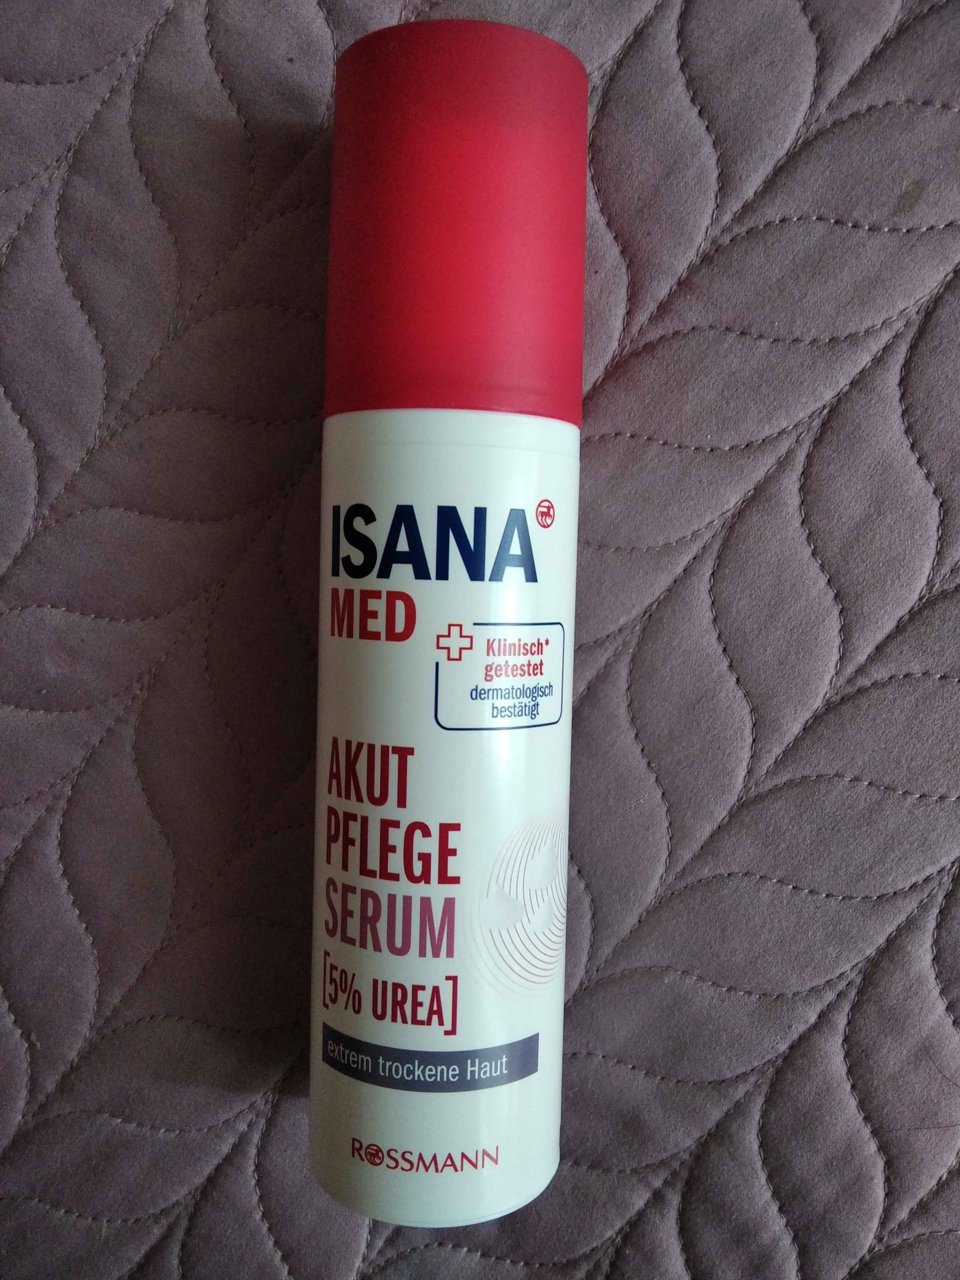 ISANA
MED
Klinisch*
getestet
dermatologisch
bestätigt
AKUT
PFLEGE
SERUM
[5% UREA]
extrem trockene Haut
ROSSMANN